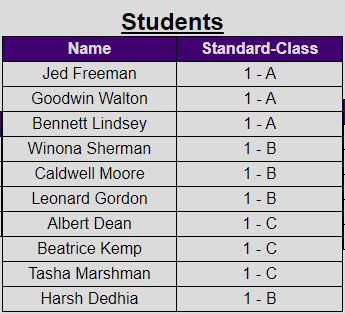 Students
Name Standard-Class
Jed Freeman 1 - A
Goodwin Walton 1 - A
Bennett Lindsey 1 - A
Winona Sherman 1 - B
Caldwell Moore 1 - B
Leonard Gordon 1 - B
Albert Dean 1 - C
Beatrice Kemp 1 - C
Tasha Marshman 1 - C
Harsh Dedhia 1 - B